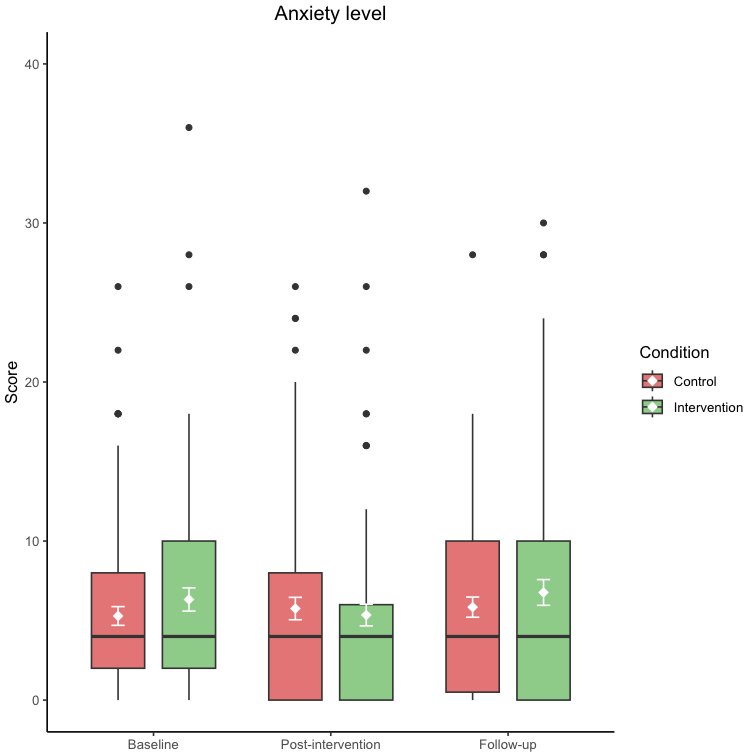 Anxiety level
40
30
20
10
0
Score
Baseline
Post-intervention
Follow-up
Condition
Control
Intervention